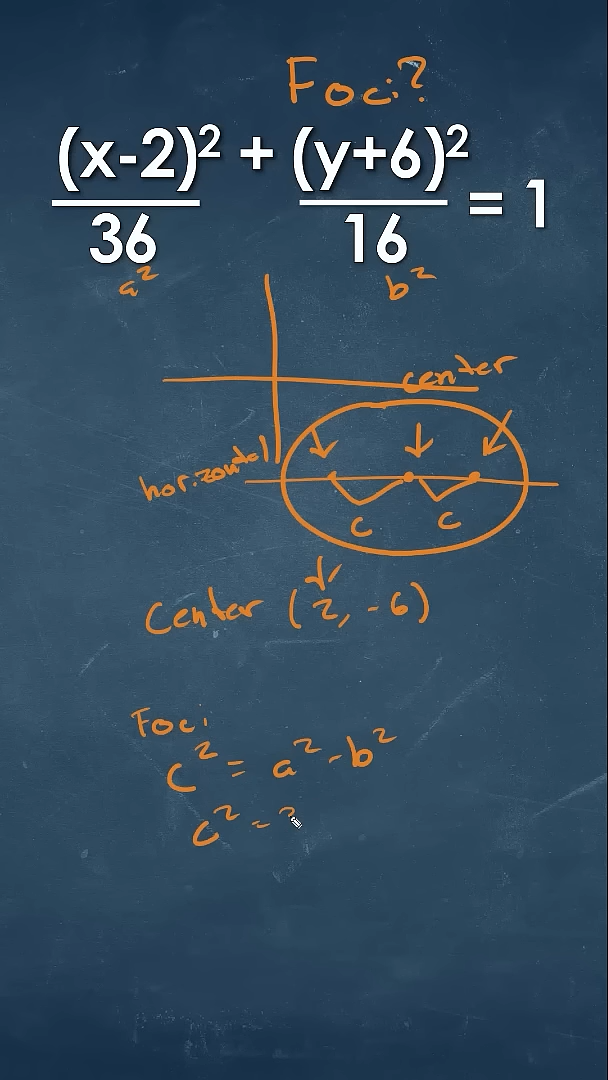 Foci?
(x-2)² + (y+6)² = 1
36 16
a² b²
center
horizontal
c c
Center (2, -6)
Foci
c² = a² - b²
c² =